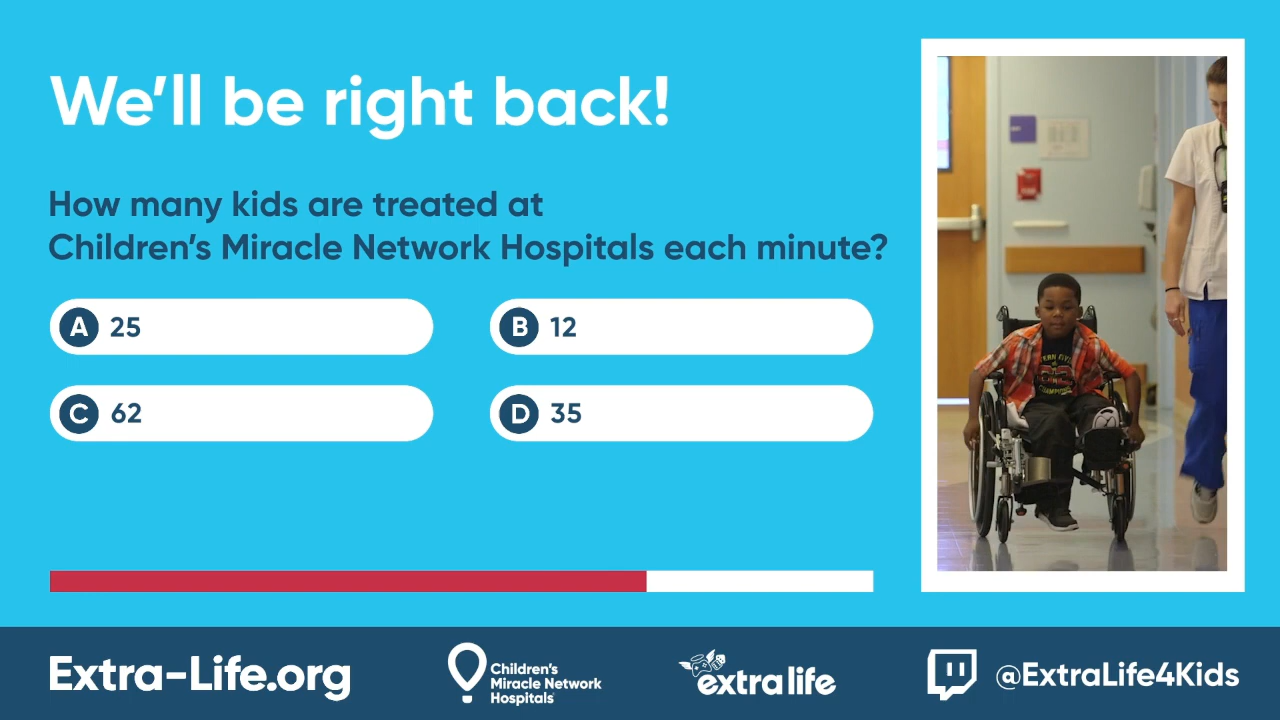 We'll be right back!
How many kids are treated at
Children's Miracle Network Hospitals each minute?
A 25
B 12
C 62
D 35
Extra-Life.org
Children's
Miracle Network
Hospitals
extra life
@ExtraLife4Kids